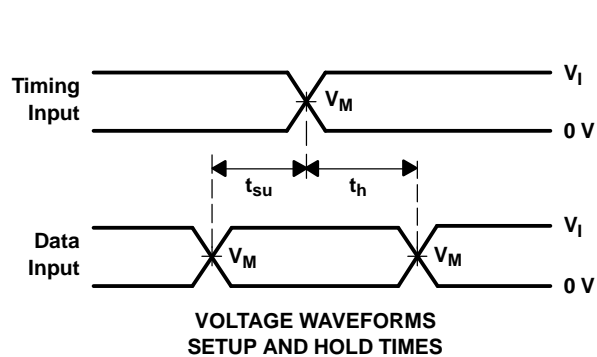 Timing
Input
V_I
V_M
0 V
t_su
t_h
Data
Input
V_I
V_M
V_M
0 V
VOLTAGE WAVEFORMS
SETUP AND HOLD TIMES